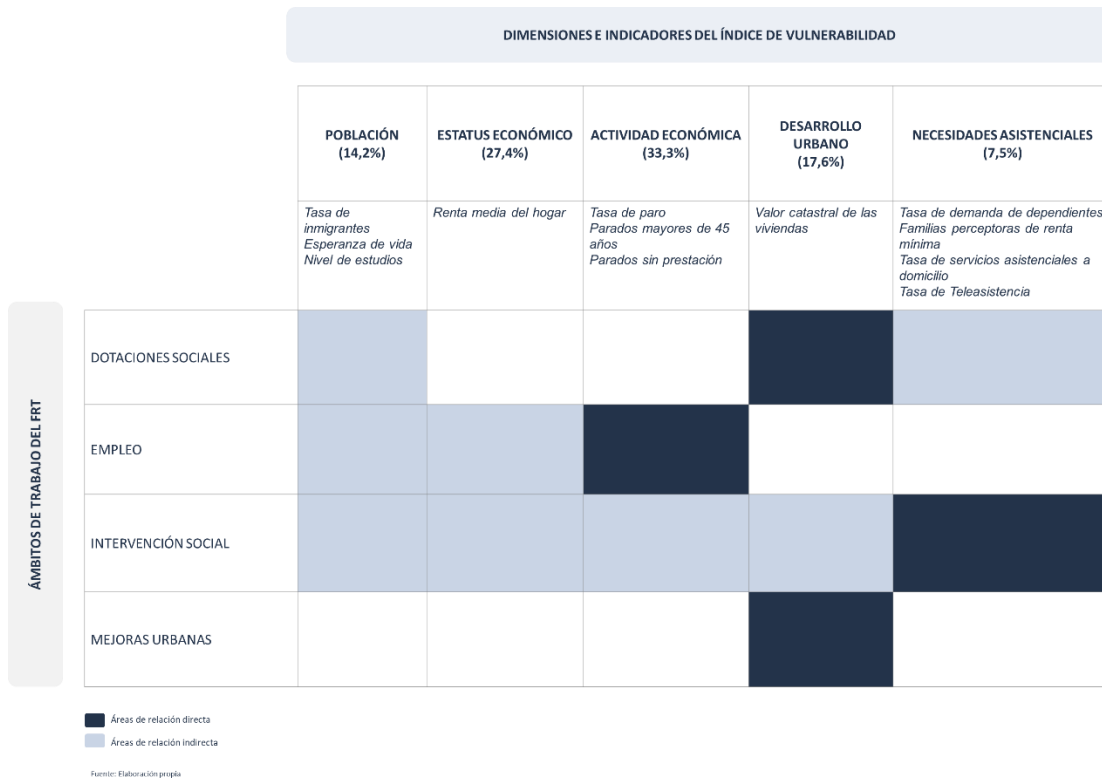 DIMENSIONES E INDICADORES DEL ÍNDICE DE VULNERABILIDAD
POBLACIÓN
(14,2%)
ESTATUS ECONÓMICO
(27,4%)
ACTIVIDAD ECONÓMICA
(33,3%)
DESARROLLO
URBANO
(17,6%)
NECESIDADES ASISTENCIALES
(7,5%)
Tasa de
inmigrantes
Esperanza de vida
Nivel de estudios
Renta media del hogar
Tasa de paro
Parados mayores de 45
años
Parados sin prestación
Valor catastral de las
viviendas
Tasa de demanda de dependientes
Familias perceptoras de renta
mínima
Tasa de servicios asistenciales a
domicilio
Tasa de Teleasistencia
ÁMBITOS DE TRABAJO DEL FRT
DOTACIONES SOCIALES
EMPLEO
INTERVENCIÓN SOCIAL
MEJORAS URBANAS
Áreas de relación directa
Áreas de relación indirecta
Fuente: Elaboración propia